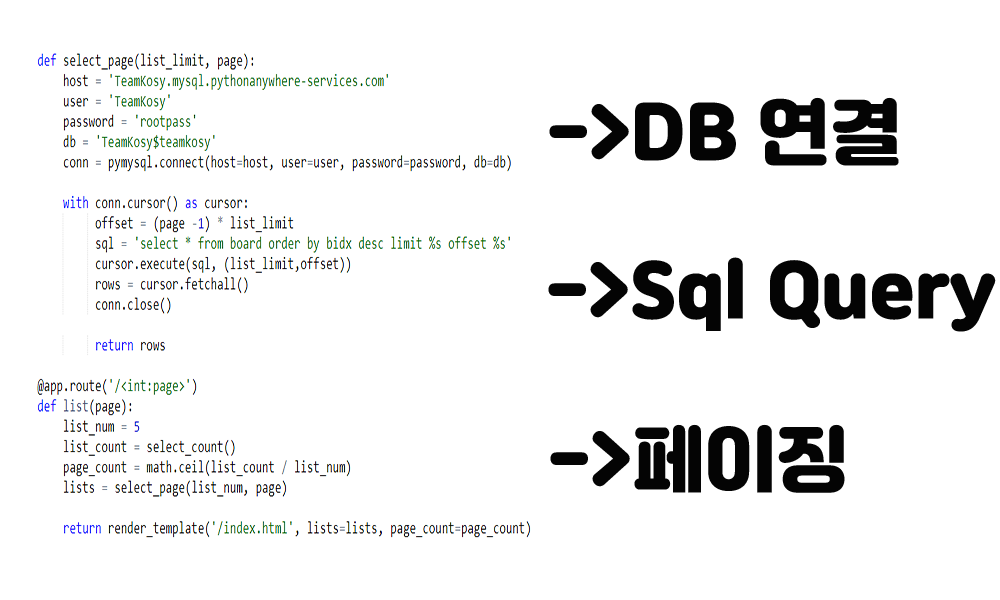 def select_page(list_limit, page):
    host = 'TeamKosy.mysql.pythonanywhere-services.com'
    user = 'TeamKosy'
    password = 'rootpass'
    db = 'TeamKosy$teamkosy'
    conn = pymysql.connect(host=host, user=user, password=password, db=db)
->DB 연결
    with conn.cursor() as cursor:
        offset = (page -1) * list_limit
        sql = 'select * from board order by bidx desc limit %s offset %s'
        cursor.execute(sql, (list_limit,offset))
        rows = cursor.fetchall()
        conn.close()
        return rows
->Sql Query
@app.route('/<int:page>')
def list(page):
    list_num = 5
    list_count = select_count()
    page_count = math.ceil(list_count / list_num)
    lists = select_page(list_num, page)
    return render_template('/index.html', lists=lists, page_count=page_count)
->페이징